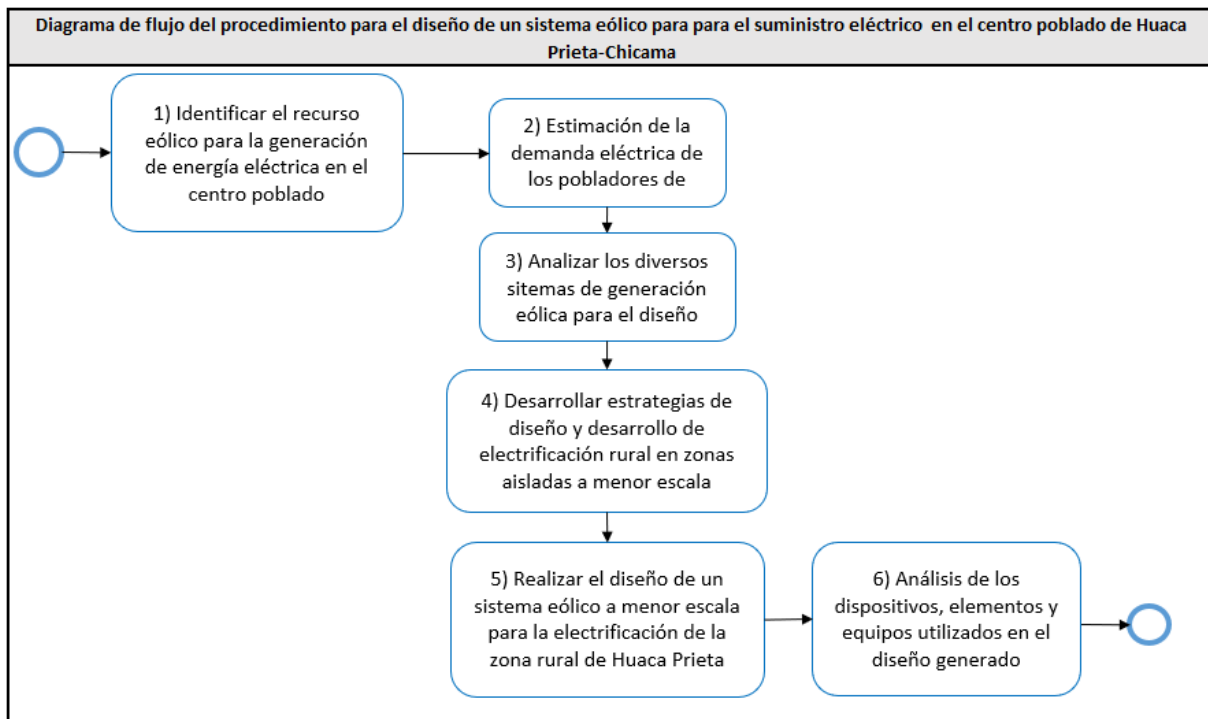 Diagrama de flujo del procedimiento para el diseño de un sistema eólico para para el suministro eléctrico en el centro poblado de Huaca
Prieta-Chicama
1) Identificar el recurso
eólico para la generación
de energía eléctrica en el
centro poblado
2) Estimación de la
demanda eléctrica de
los pobladores de
3) Analizar los diversos
sitemas de generación
eólica para el diseño
4) Desarrollar estrategias de
diseño y desarrollo de
electrificación rural en zonas
aisladas a menor escala
5) Realizar el diseño de un
sistema eólico a menor escala
para la electrificación de la
zona rural de Huaca Prieta
6) Análisis de los
dispositivos, elementos y
equipos utilizados en el
diseño generado